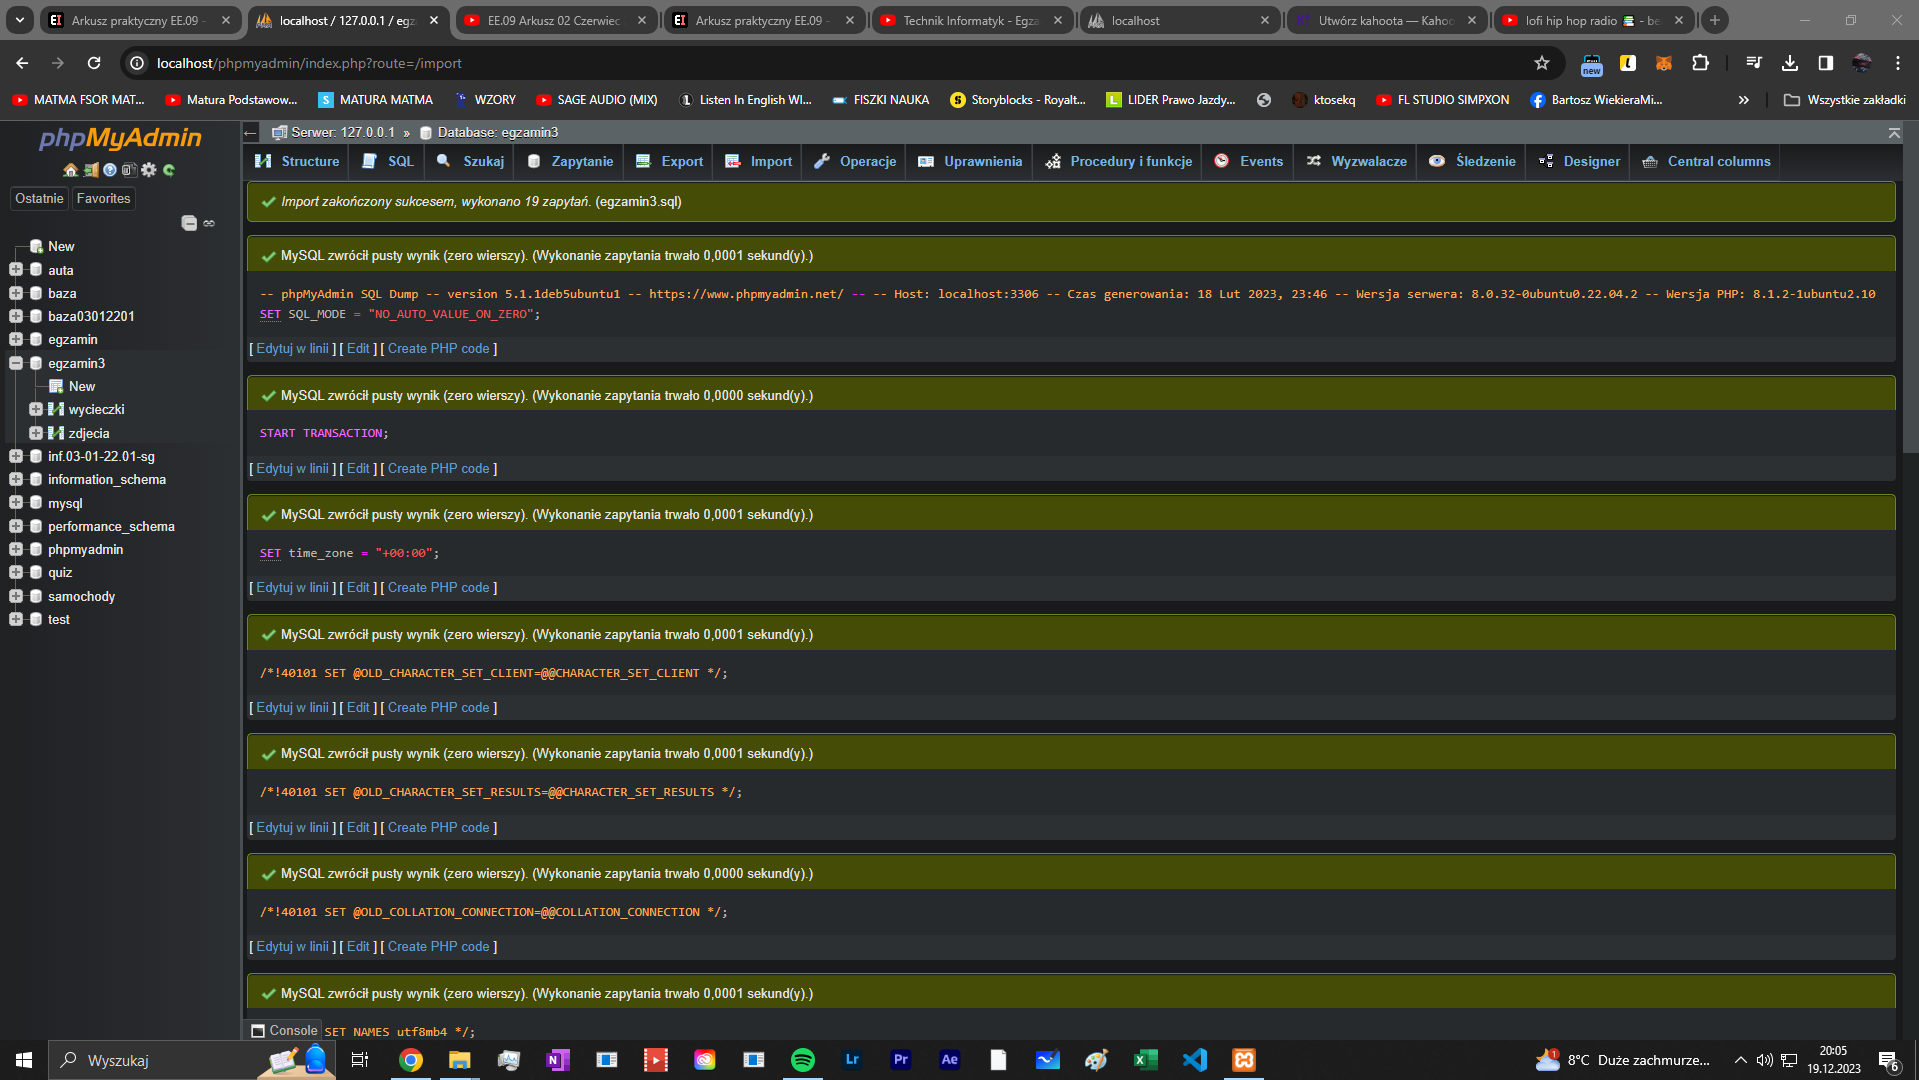 Arkusz praktyczny EE.09 -
localhost / 127.0.0.1 / egz
EE.09 Arkusz 02 Czerwiec
Arkusz praktyczny EE.09 -
Technik Informatyk - Egza
localhost
Utwórz kahoota — Kahoo
lofi hip hop radio 📚 - be
localhost/phpmyadmin/index.php?route=/import
new
MATMA FSOR MAT...
Matura Podstawow...
MATURA MATMA
WZORY
SAGE AUDIO (MIX)
Listen In English WI...
FISZKI NAUKA
Storyblocks - Royalt...
LIDER Prawo Jazdy...
ktosekq
FL STUDIO SIMPXON
Bartosz WiekieraMi...
»
Wszystkie zakładki
phpMyAdmin
Ostatnie
Favorites
New
auta
baza
baza03012201
egzamin
egzamin3
New
wycieczki
zdjecia
inf.03-01-22.01-sg
information_schema
mysql
performance_schema
phpmyadmin
quiz
samochody
test
Serwer: 127.0.0.1 » Database: egzamin3
Structure
SQL
Szukaj
Zapytanie
Export
Import
Operacje
Uprawnienia
Procedury i funkcje
Events
Wyzwalacze
Śledzenie
Designer
Central columns
Import zakończony sukcesem, wykonano 19 zapytań. (egzamin3.sql)
MySQL zwrócił pusty wynik (zero wierszy). (Wykonanie zapytania trwało 0,0001 sekund(y).)
-- phpMyAdmin SQL Dump -- version 5.1.1deb5ubuntu1 -- https://www.phpmyadmin.net/ -- -- Host: localhost:3306 -- Czas generowania: 18 Lut 2023, 23:46 -- Wersja serwera: 8.0.32-0ubuntu0.22.04.2 -- Wersja PHP: 8.1.2-1ubuntu2.10
SET SQL_MODE = "NO_AUTO_VALUE_ON_ZERO";
[ Edytuj w linii ] [ Edit ] [ Create PHP code ]
MySQL zwrócił pusty wynik (zero wierszy). (Wykonanie zapytania trwało 0,0000 sekund(y).)
START TRANSACTION;
[ Edytuj w linii ] [ Edit ] [ Create PHP code ]
MySQL zwrócił pusty wynik (zero wierszy). (Wykonanie zapytania trwało 0,0001 sekund(y).)
SET time_zone = "+00:00";
[ Edytuj w linii ] [ Edit ] [ Create PHP code ]
MySQL zwrócił pusty wynik (zero wierszy). (Wykonanie zapytania trwało 0,0001 sekund(y).)
/*!40101 SET @OLD_CHARACTER_SET_CLIENT=@@CHARACTER_SET_CLIENT */;
[ Edytuj w linii ] [ Edit ] [ Create PHP code ]
MySQL zwrócił pusty wynik (zero wierszy). (Wykonanie zapytania trwało 0,0001 sekund(y).)
/*!40101 SET @OLD_CHARACTER_SET_RESULTS=@@CHARACTER_SET_RESULTS */;
[ Edytuj w linii ] [ Edit ] [ Create PHP code ]
MySQL zwrócił pusty wynik (zero wierszy). (Wykonanie zapytania trwało 0,0000 sekund(y).)
/*!40101 SET @OLD_COLLATION_CONNECTION=@@COLLATION_CONNECTION */;
[ Edytuj w linii ] [ Edit ] [ Create PHP code ]
MySQL zwrócił pusty wynik (zero wierszy). (Wykonanie zapytania trwało 0,0001 sekund(y).)
Console
SET NAMES utf8mb4 */;
Wyszukaj
Lr
Pr
Ae
1
8°C Duże zachmurze...
20:05
19.12.2023
6